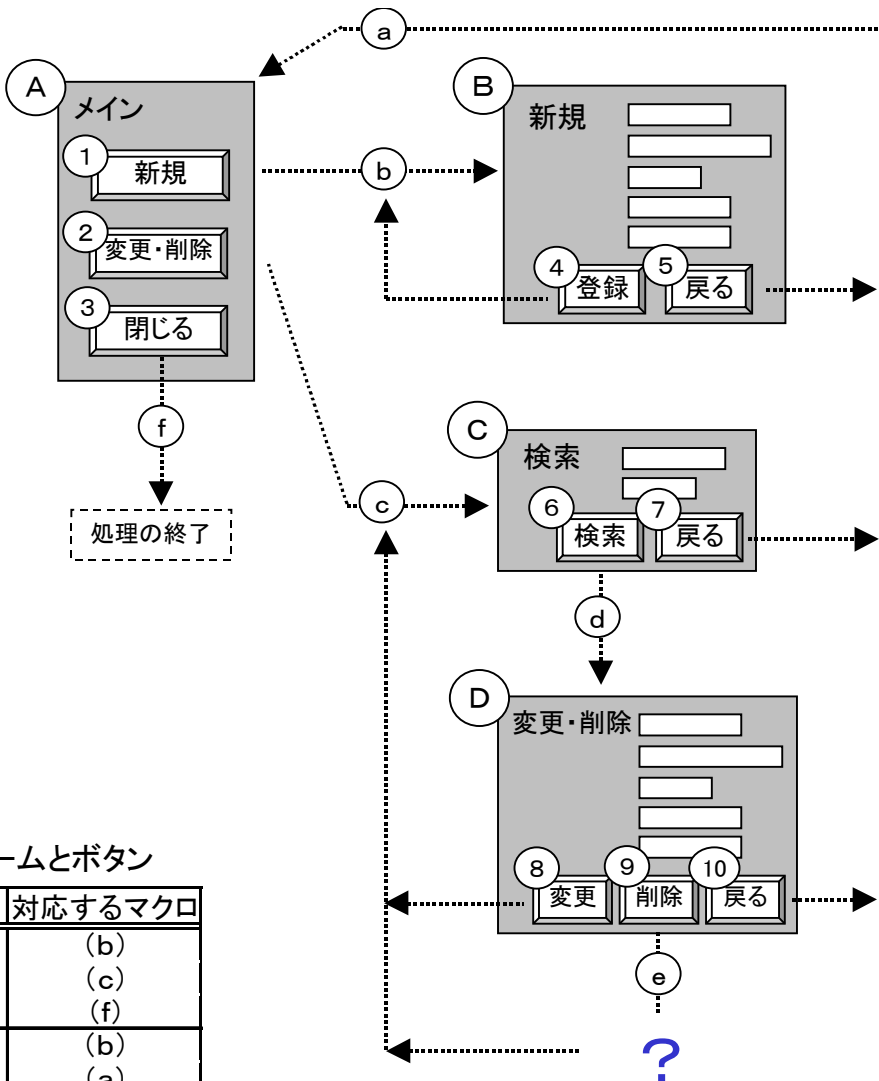 a
A
メイン
1
新規
2
変更・削除
3
閉じる
f
処理の終了
b
B
新規
4
登録
5
戻る
c
C
検索
6
検索
7
戻る
d
D
変更・削除
8
変更
9
削除
10
戻る
e
?
ームとボタン
対応するマクロ
(b)
(c)
(f)
(b)
(a)